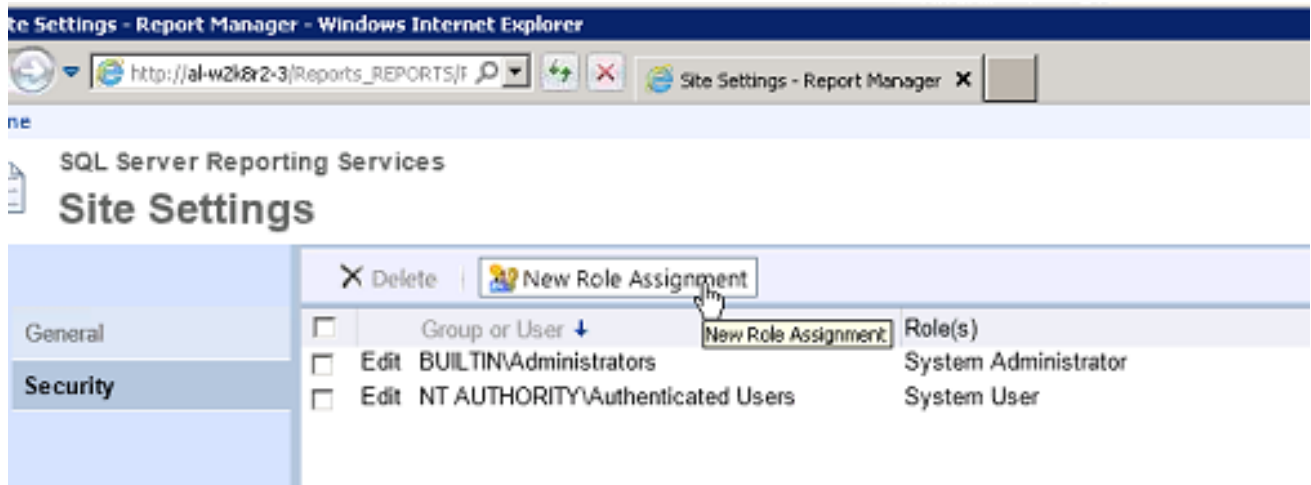 te Settings - Report Manager - Windows Internet Explorer
http://al-w2k8r2-3/Reports_REPORTS/F Site Settings - Report Manager
me
SQL Server Reporting Services
Site Settings
Delete New Role Assignment
General
Group or User Role(s)
New Role Assignment
Edit BUILTIN\Administrators System Administrator
Security
Edit NT AUTHORITY\Authenticated Users System User